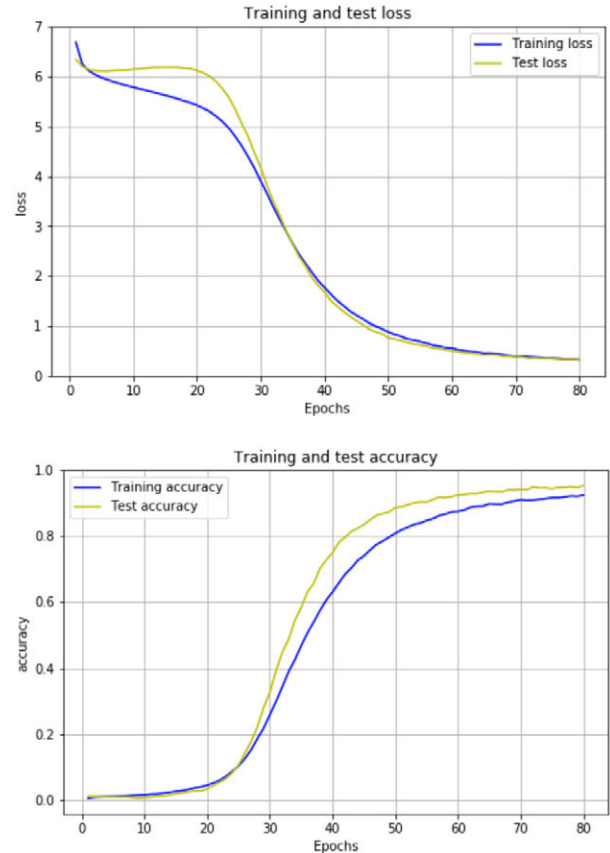 Training and test loss
7
6
5
4
3
2
1
0
loss
Training loss
Test loss
0 10 20 30 40 50 60 70 80
Epochs
Training and test accuracy
1.0
0.8
0.6
0.4
0.2
0.0
accuracy
Training accuracy
Test accuracy
0 10 20 30 40 50 60 70 80
Epochs